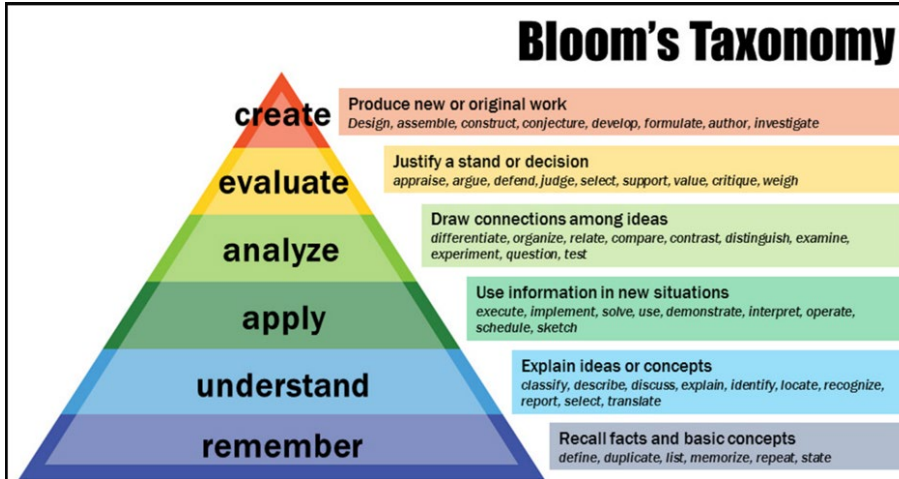 Bloom's Taxonomy
create
Produce new or original work
Design, assemble, construct, conjecture, develop, formulate, author, investigate
evaluate
Justify a stand or decision
appraise, argue, defend, judge, select, support, value, critique, weigh
analyze
Draw connections among ideas
differentiate, organize, relate, compare, contrast, distinguish, examine,
experiment, question, test
apply
Use information in new situations
execute, implement, solve, use, demonstrate, interpret, operate,
schedule, sketch
understand
Explain ideas or concepts
classify, describe, discuss, explain, identify, locate, recognize,
report, select, translate
remember
Recall facts and basic concepts
define, duplicate, list, memorize, repeat, state